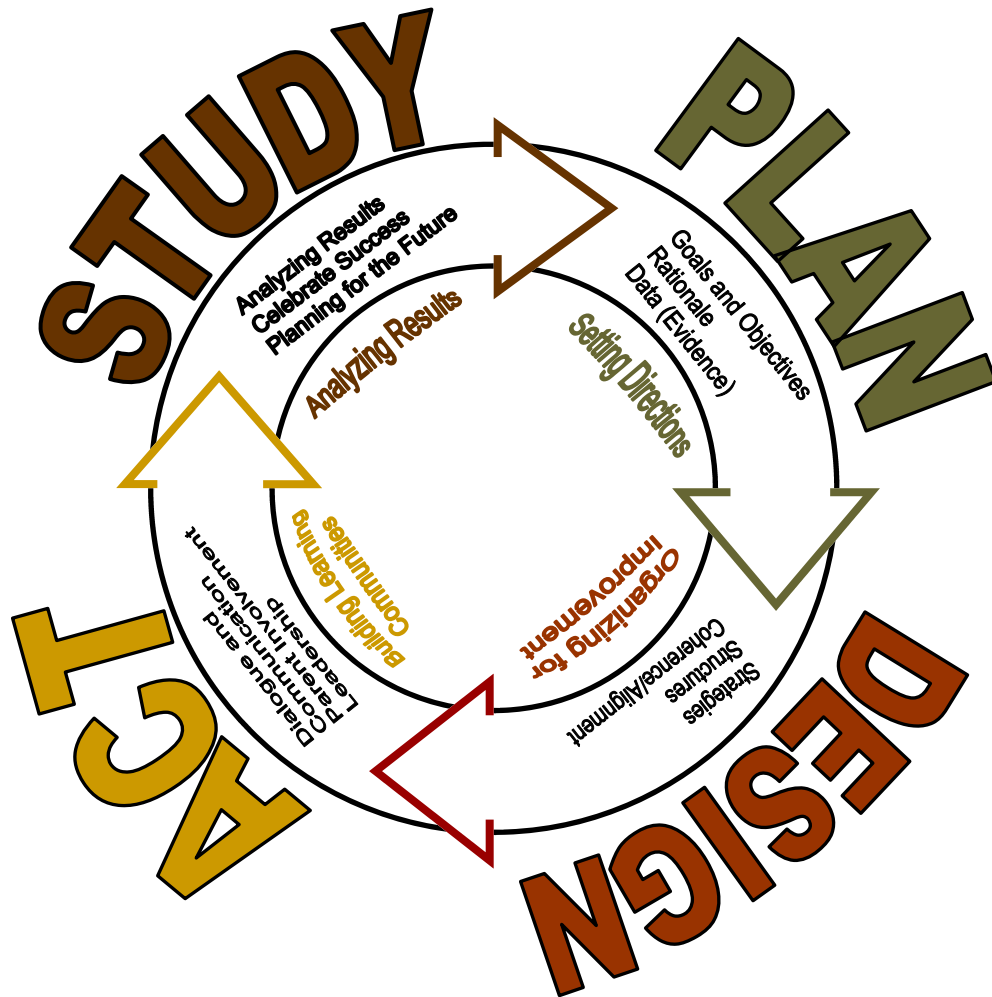 STUDY
Analyzing Results
Celebrate Success
Planning for the Future
Analyzing Results
PLAN
Goals and Objectives
Rationale
Data (Evidence)
Setting Directions
DESIGN
Strategies
Structures
Coherence/Alignment
Organizing for
Improvement
ACT
Dialogue and
Communication
Parent Involvement
Leadership
Building Learning
Communities